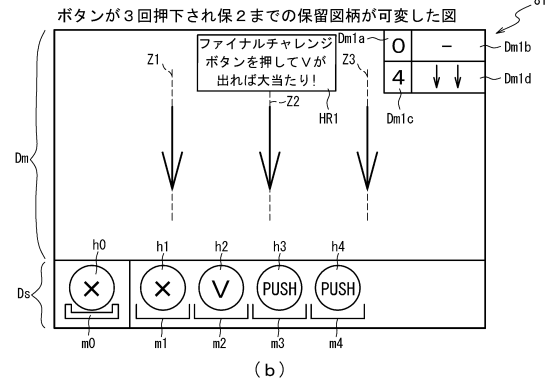 ボタンが3回押下され保2までの保留図柄が可変した図
81
Dm1a
0
−
Dm1b
4
Dm1d
Dm1c
Z1
ファイナルチャレンジ
ボタンを押してVが
出れば大当たり!
Z3
Z2
HR1
Dm
h0
h1
h2
h3
h4
Ds
×
×
V
PUSH
PUSH
m0
m1
m2
m3
m4
(b)